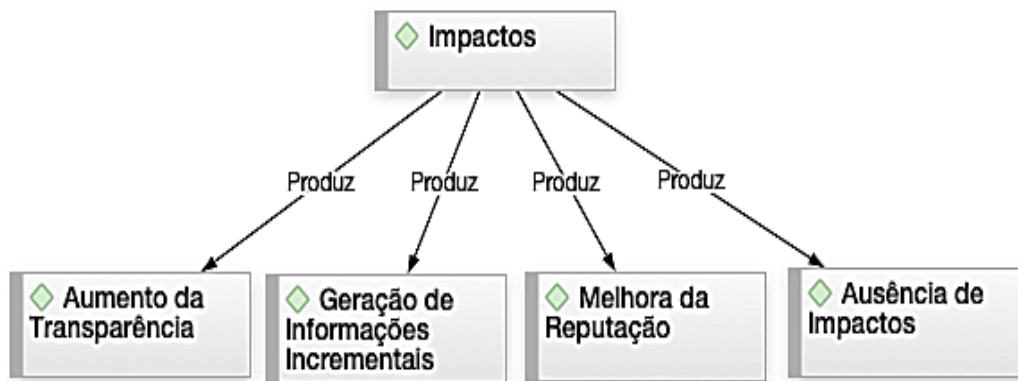 Impactos
Produz
Produz
Produz
Produz
Aumento da
Transparência
Geração de
Informações
Incrementais
Melhora da
Reputação
Ausência de
Impactos